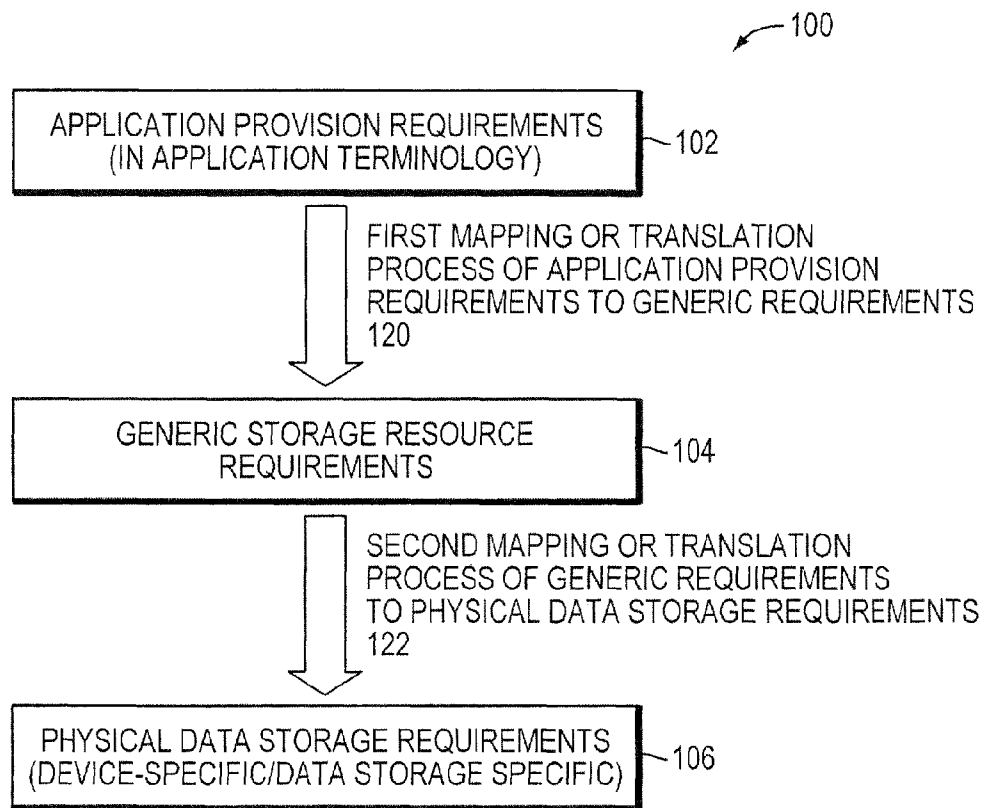 100
APPLICATION PROVISION REQUIREMENTS
(IN APPLICATION TERMINOLOGY)
102
FIRST MAPPING OR TRANSLATION
PROCESS OF APPLICATION PROVISION
REQUIREMENTS TO GENERIC REQUIREMENTS
120
GENERIC STORAGE RESOURCE
REQUIREMENTS
104
SECOND MAPPING OR TRANSLATION
PROCESS OF GENERIC REQUIREMENTS
TO PHYSICAL DATA STORAGE REQUIREMENTS
122
PHYSICAL DATA STORAGE REQUIREMENTS
(DEVICE-SPECIFIC/DATA STORAGE SPECIFIC)
106